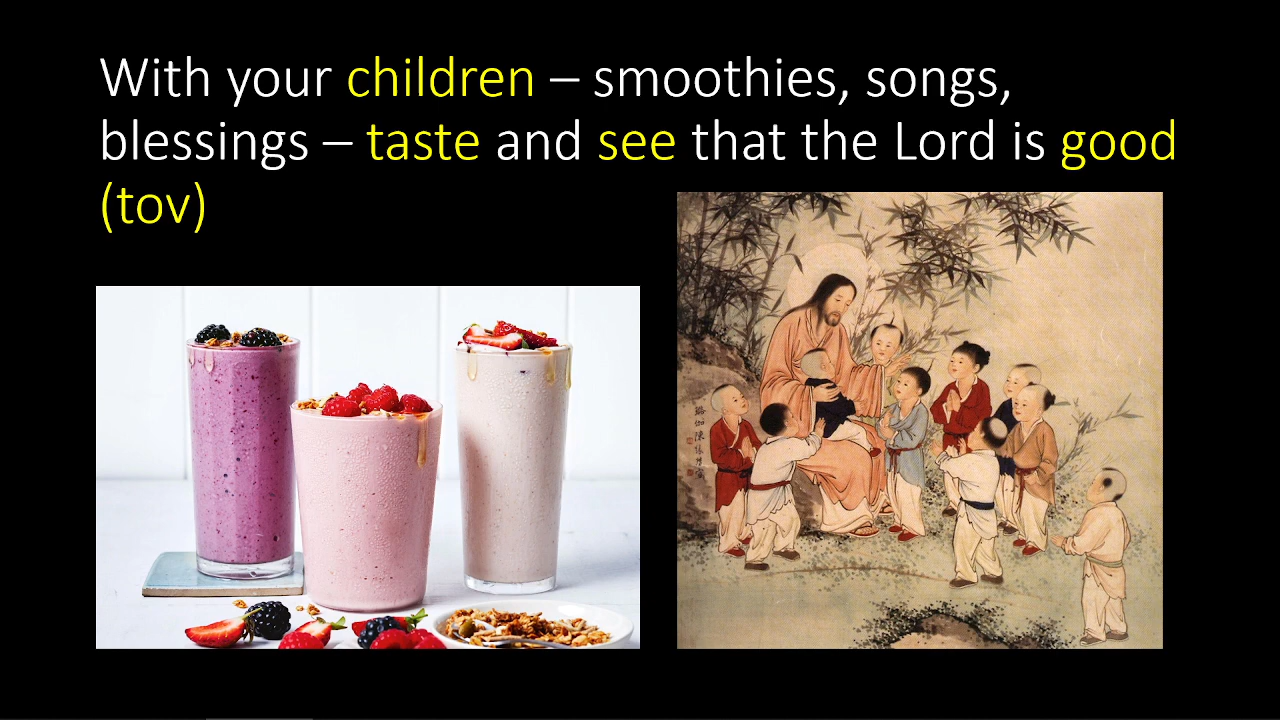 With your children – smoothies, songs,
blessings – taste and see that the Lord is good
(tov)